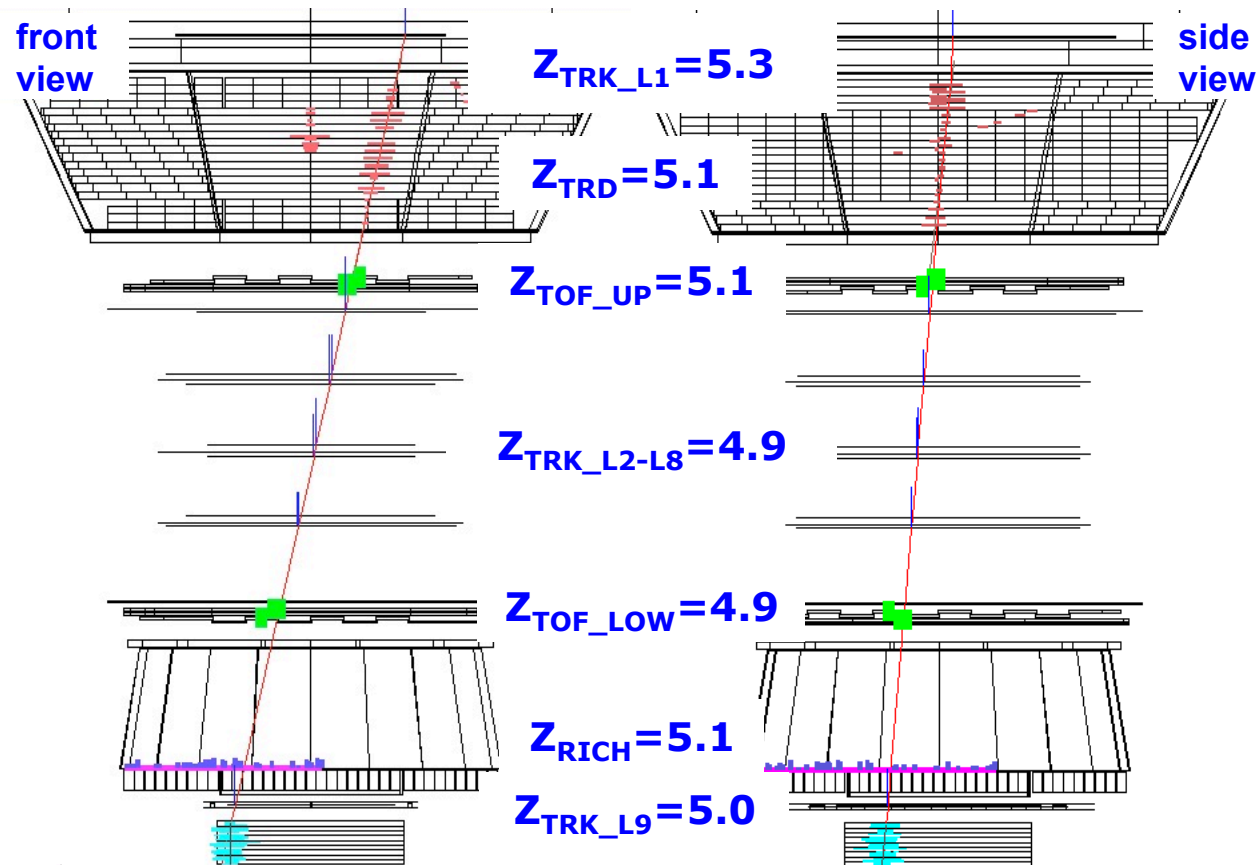 front
view
side
view
Z_TRK_L1=5.3
Z_TRD=5.1
Z_TOF_UP=5.1
Z_TRK_L2-L8=4.9
Z_TOF_LOW=4.9
Z_RICH=5.1
Z_TRK_L9=5.0